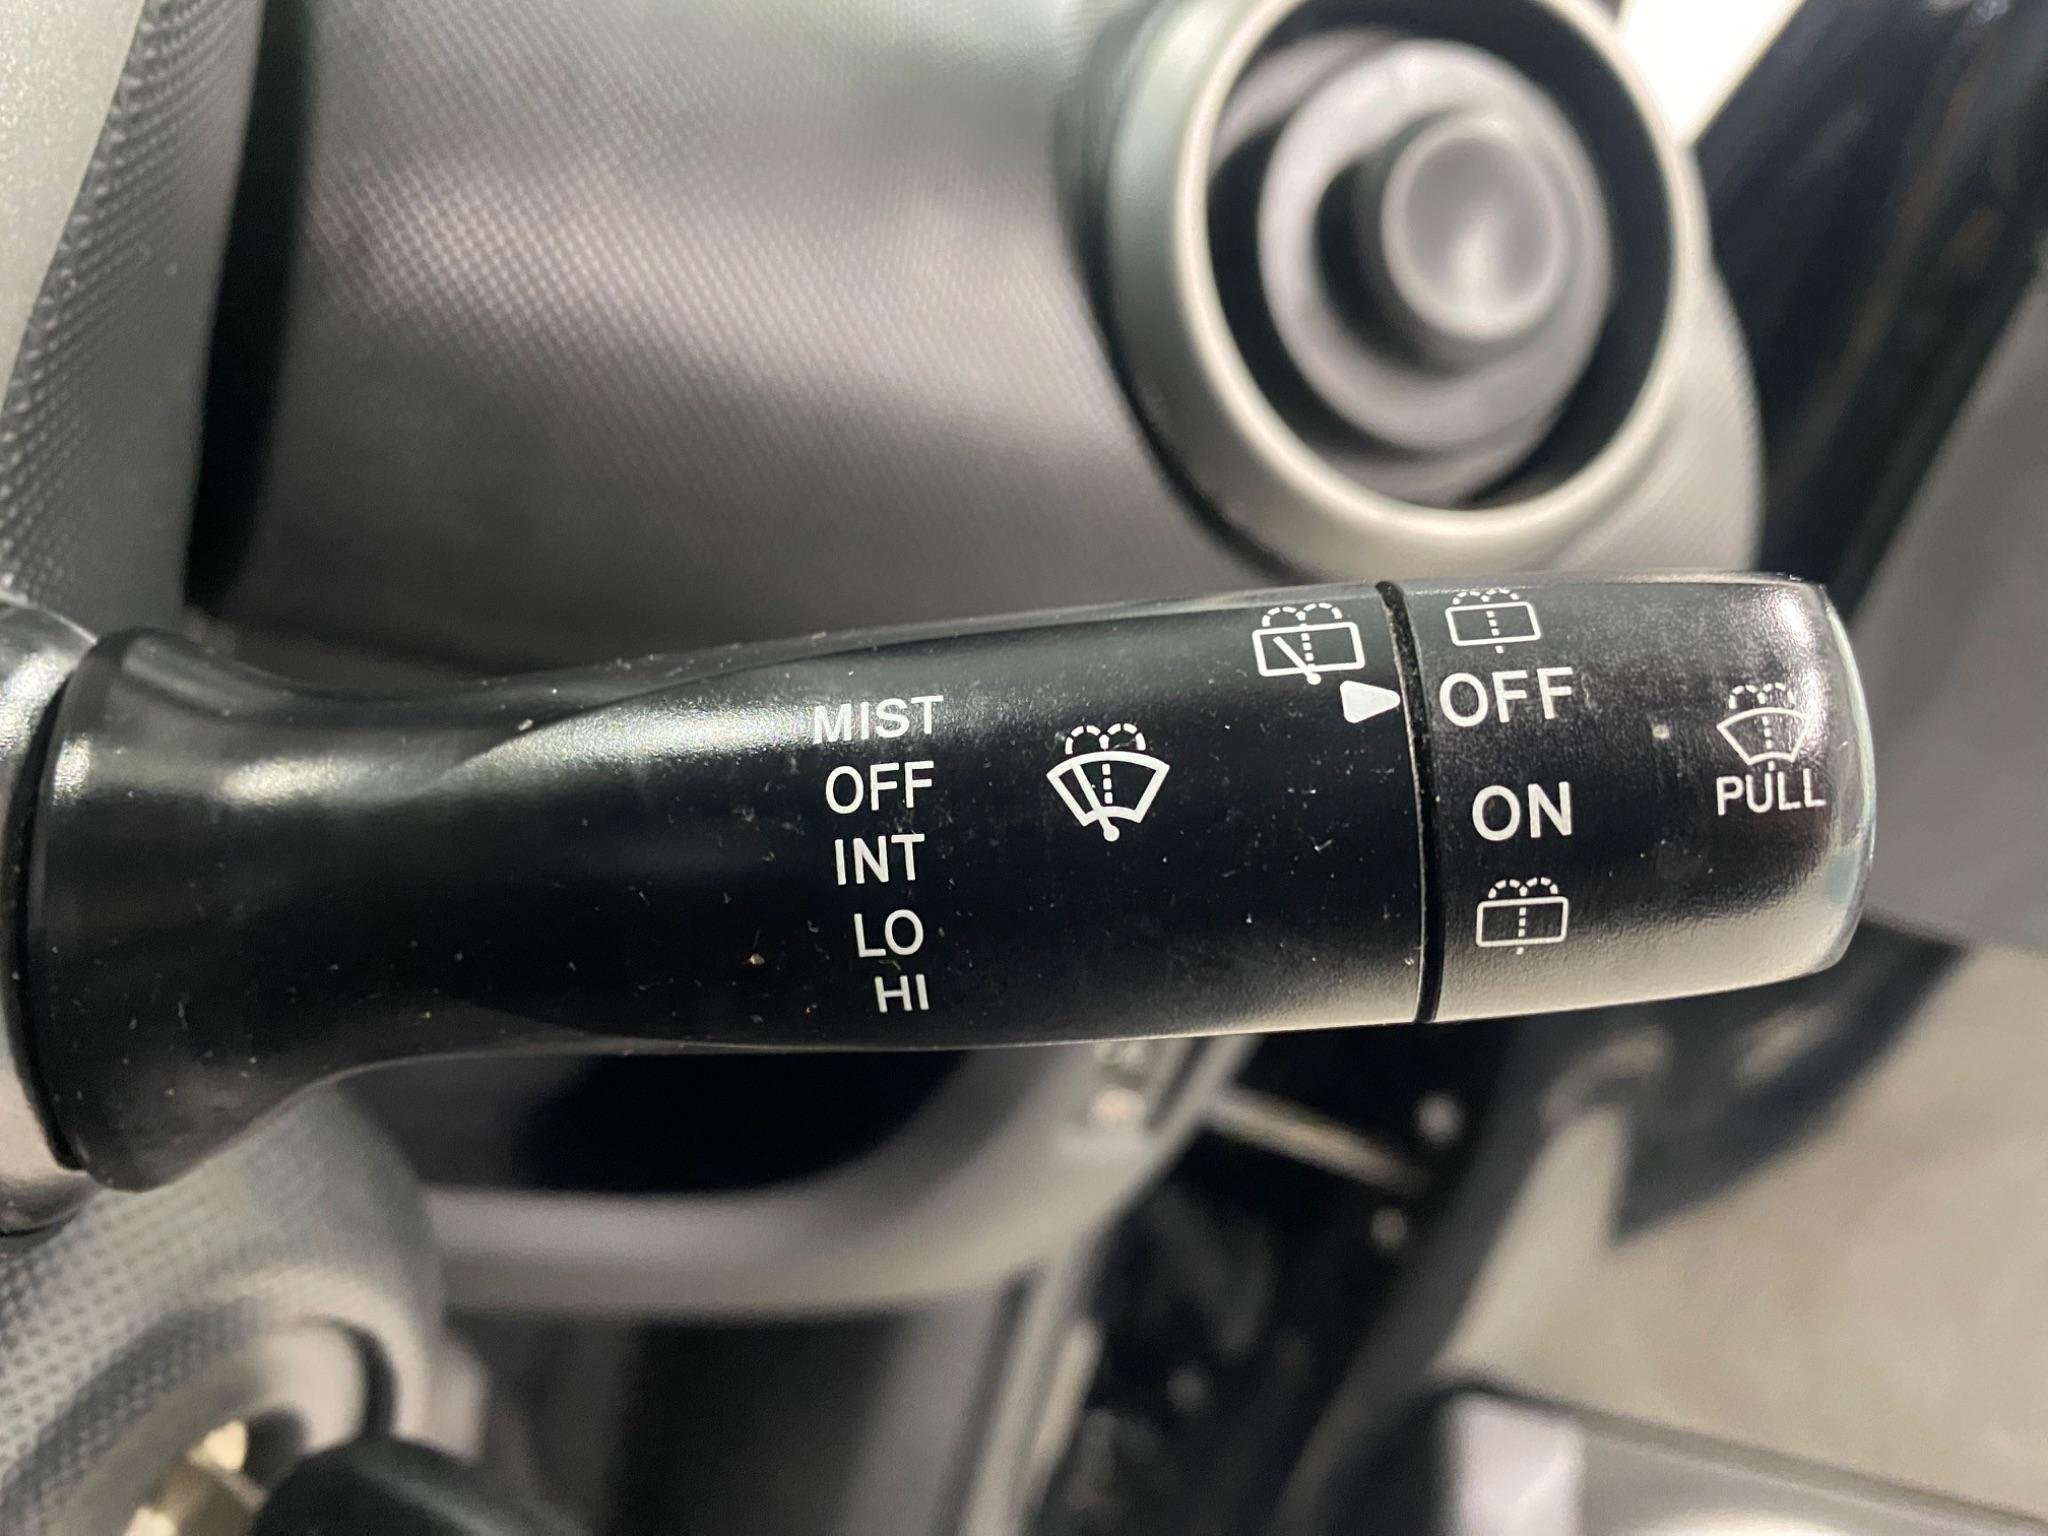 MIST
OFF
INT
LO
HI
OFF
ON
PULL